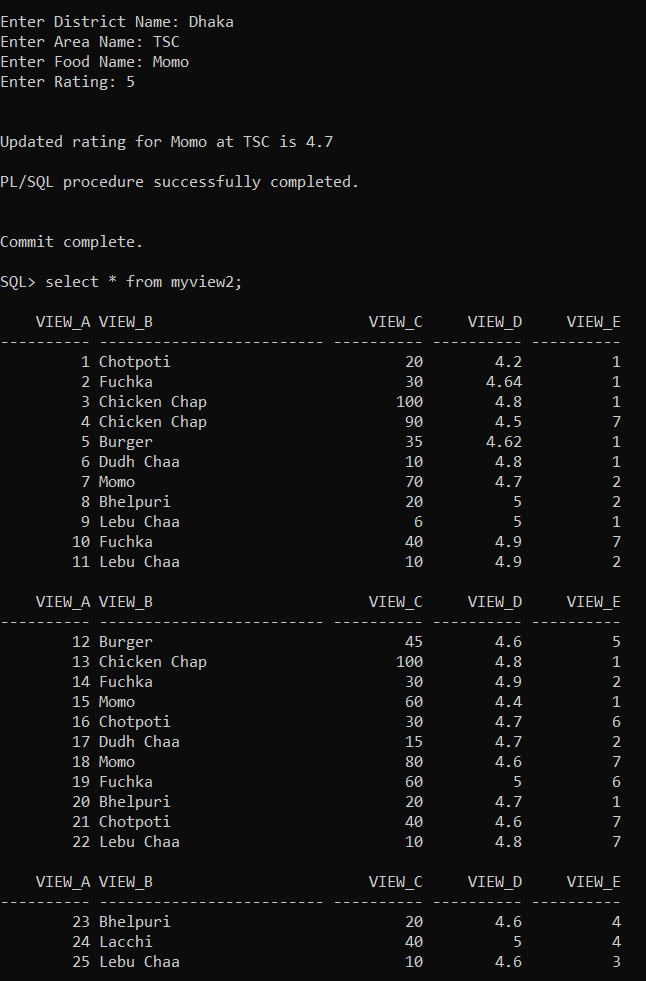 Enter District Name: Dhaka
Enter Area Name: TSC
Enter Food Name: Momo
Enter Rating: 5
Updated rating for Momo at TSC is 4.7
PL/SQL procedure successfully completed.
Commit complete.
SQL> select * from myview2;
    VIEW_A VIEW_B                        VIEW_C     VIEW_D     VIEW_E
---------- ------------------------- ---------- ---------- ----------
         1 Chotpoti                          20        4.2          1
         2 Fuchka                            30       4.64          1
         3 Chicken Chap                     100        4.8          1
         4 Chicken Chap                      90        4.5          7
         5 Burger                            35       4.62          1
         6 Dudh Chaa                         10        4.8          1
         7 Momo                              70        4.7          2
         8 Bhelpuri                          20          5          2
         9 Lebu Chaa                          6          5          1
        10 Fuchka                            40        4.9          7
        11 Lebu Chaa                         10        4.9          2
    VIEW_A VIEW_B                        VIEW_C     VIEW_D     VIEW_E
---------- ------------------------- ---------- ---------- ----------
        12 Burger                            45        4.6          5
        13 Chicken Chap                     100        4.8          1
        14 Fuchka                            30        4.9          2
        15 Momo                              60        4.4          1
        16 Chotpoti                          30        4.7          6
        17 Dudh Chaa                         15        4.7          2
        18 Momo                              80        4.6          7
        19 Fuchka                            60          5          6
        20 Bhelpuri                          20        4.7          1
        21 Chotpoti                          40        4.6          7
        22 Lebu Chaa                         10        4.8          7
    VIEW_A VIEW_B                        VIEW_C     VIEW_D     VIEW_E
---------- ------------------------- ---------- ---------- ----------
        23 Bhelpuri                          20        4.6          4
        24 Lacchi                            40          5          4
        25 Lebu Chaa                         10        4.6          3